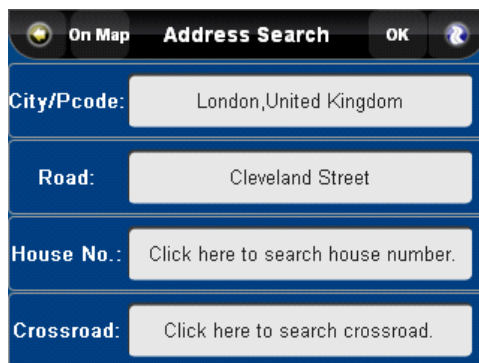 On Map Address Search OK
City/Pcode: London,United Kingdom
Road: Cleveland Street
House No.: Click here to search house number.
Crossroad: Click here to search crossroad.